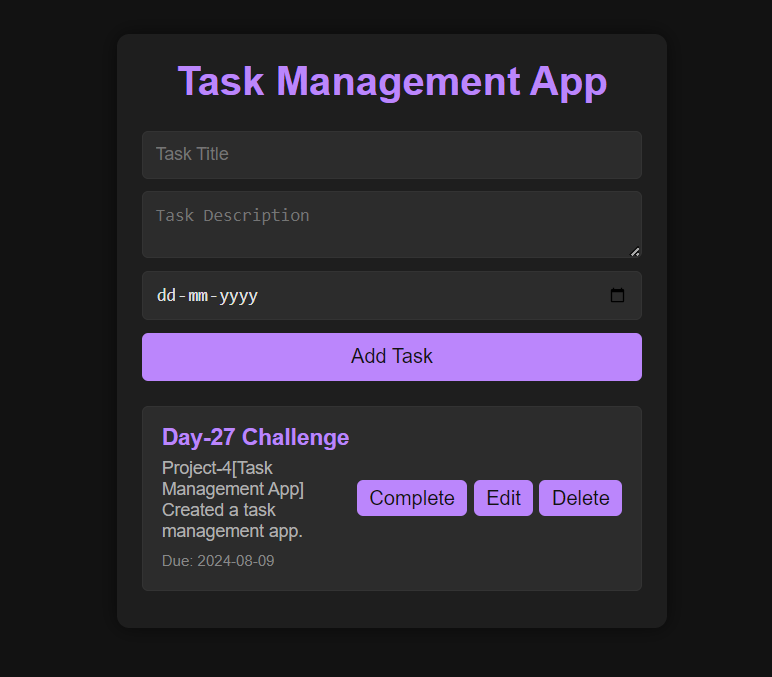 Task Management App
Task Title
Task Description
dd-mm-yyyy
Add Task
Day-27 Challenge
Project-4[Task
Management App]
Created a task
management app.
Complete
Edit
Delete
Due: 2024-08-09